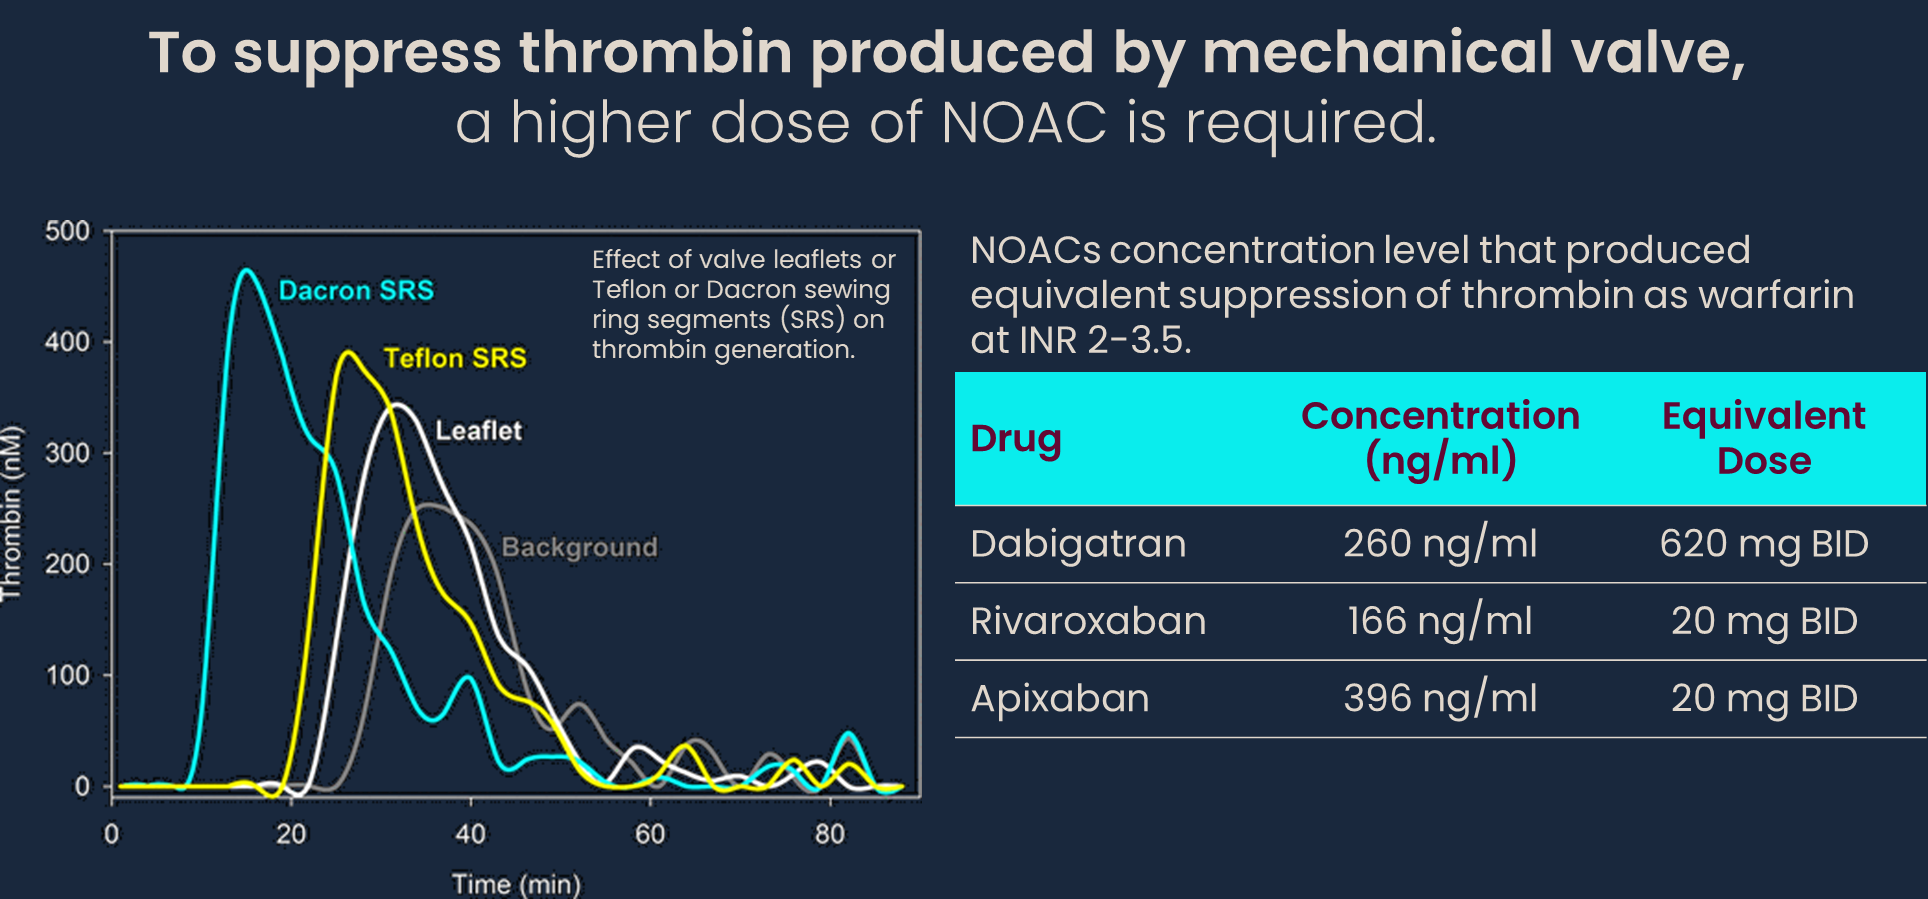 To suppress thrombin produced by mechanical valve,
a higher dose of NOAC is required.
500
400
300
200
100
0
Thrombin (nM)
0
20
40
60
80
Time (min)
Dacron SRS
Teflon SRS
Leaflet
Background
Effect of valve leaflets or
Teflon or Dacron sewing
ring segments (SRS) on
thrombin generation.
NOACs concentration level that produced
equivalent suppression of thrombin as warfarin
at INR 2-3.5.
Drug
Concentration
(ng/ml)
Equivalent
Dose
Dabigatran 260 ng/ml 620 mg BID
Rivaroxaban 166 ng/ml 20 mg BID
Apixaban 396 ng/ml 20 mg BID